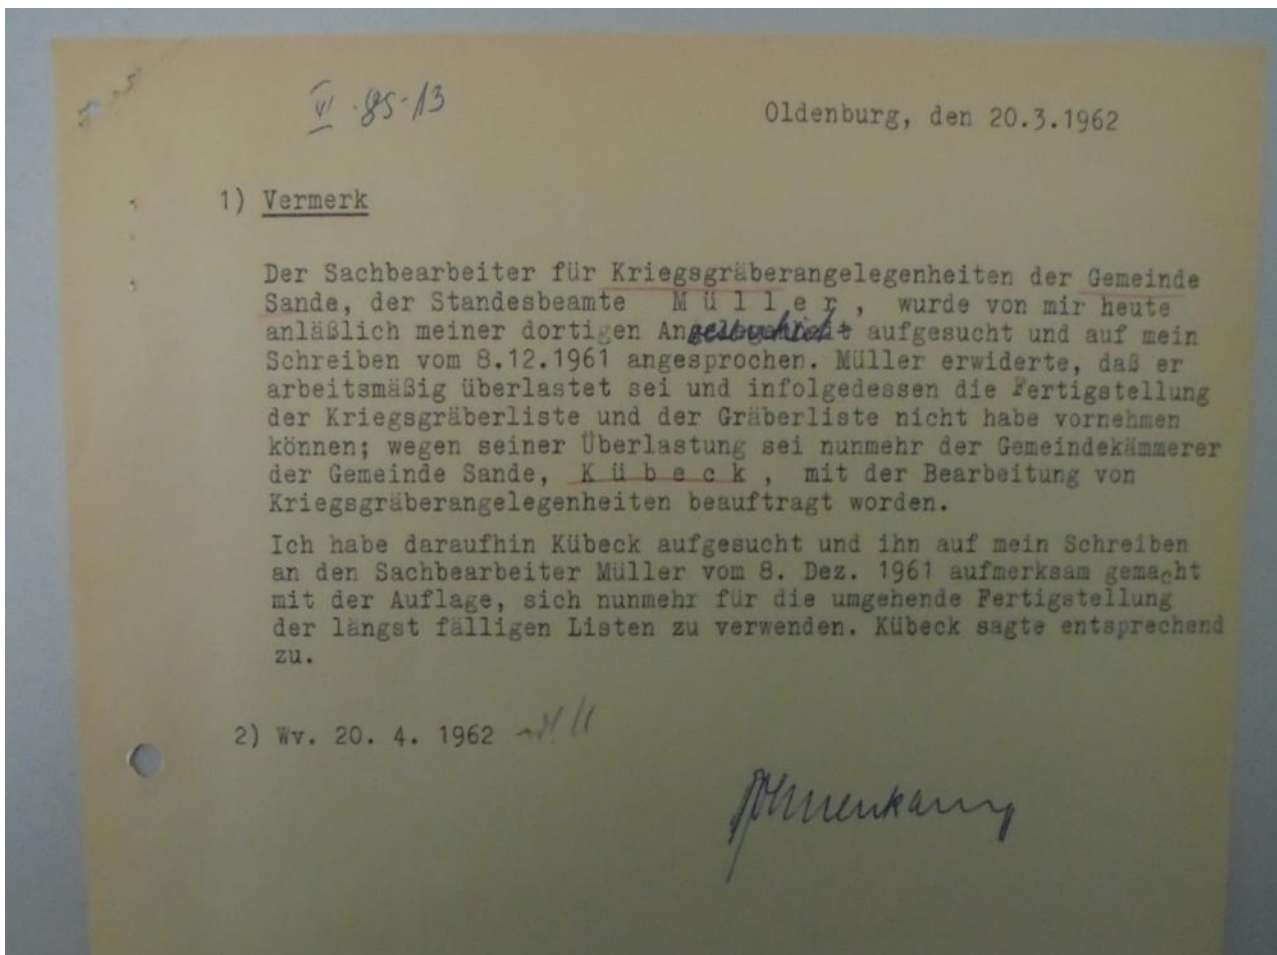 VI-85-13
Oldenburg, den 20.3.1962
1) Vermerk
Der Sachbearbeiter für Kriegsgräberangelegenheiten der Gemeinde
Sande, der Standesbeamte M ü l l e r , wurde von mir heute
anläßlich meiner dortigen aufgesucht und auf mein
Schreiben vom 8.12.1961 angesprochen. Müller erwiderte, daß er
arbeitsmäßig überlastet sei und infolgedessen die Fertigstellung
der Kriegsgräberliste und der Gräberliste nicht habe vornehmen
können; wegen seiner Überlastung sei nunmehr der Gemeindekämmerer
der Gemeinde Sande, K ü b e c k , mit der Bearbeitung von
Kriegsgräberangelegenheiten beauftragt worden.
Ich habe daraufhin Kübeck aufgesucht und ihn auf mein Schreiben
an den Sachbearbeiter Müller vom 8. Dez. 1961 aufmerksam gemacht
mit der Auflage, sich nunmehr für die umgehende Fertigstellung
der längst fälligen Listen zu verwenden. Kübeck sagte entsprechend
zu.
2) Wv. 20. 4. 1962